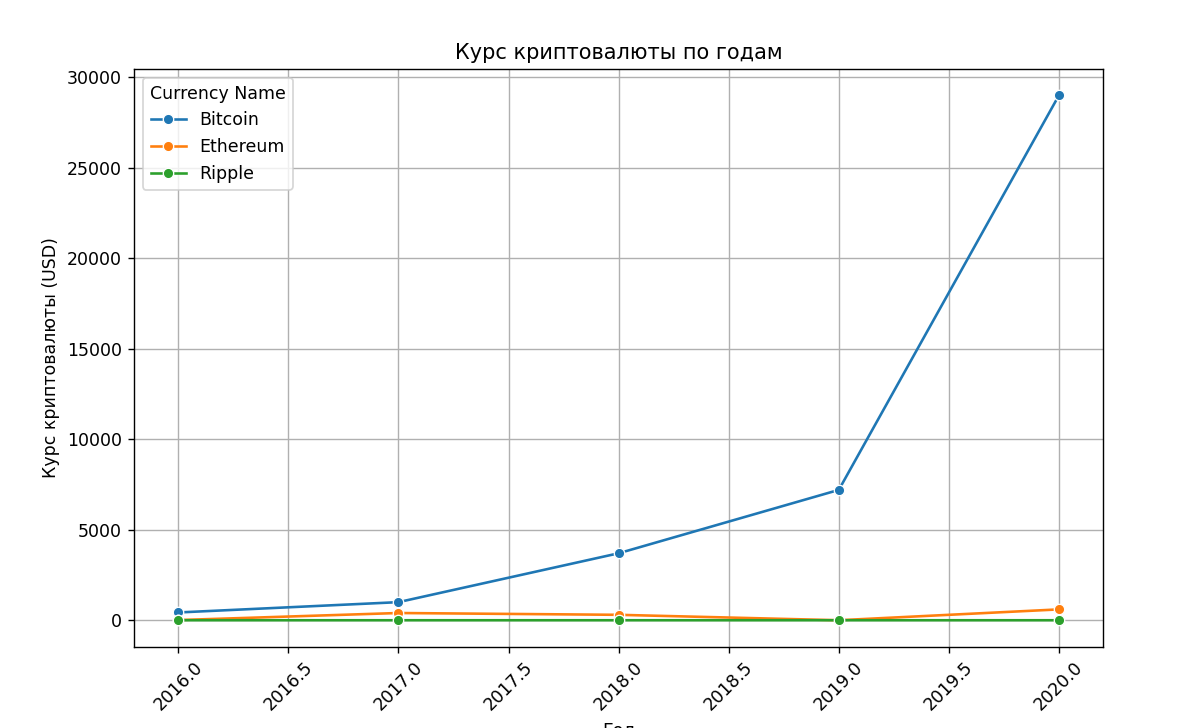 Курс криптовалюты по годам
Currency Name
Bitcoin
Ethereum
Ripple
Курс криптовалюты (USD)
30000
25000
20000
15000
10000
5000
0
2016.0
2016.5
2017.0
2017.5
2018.0
2018.5
2019.0
2019.5
2020.0
Год